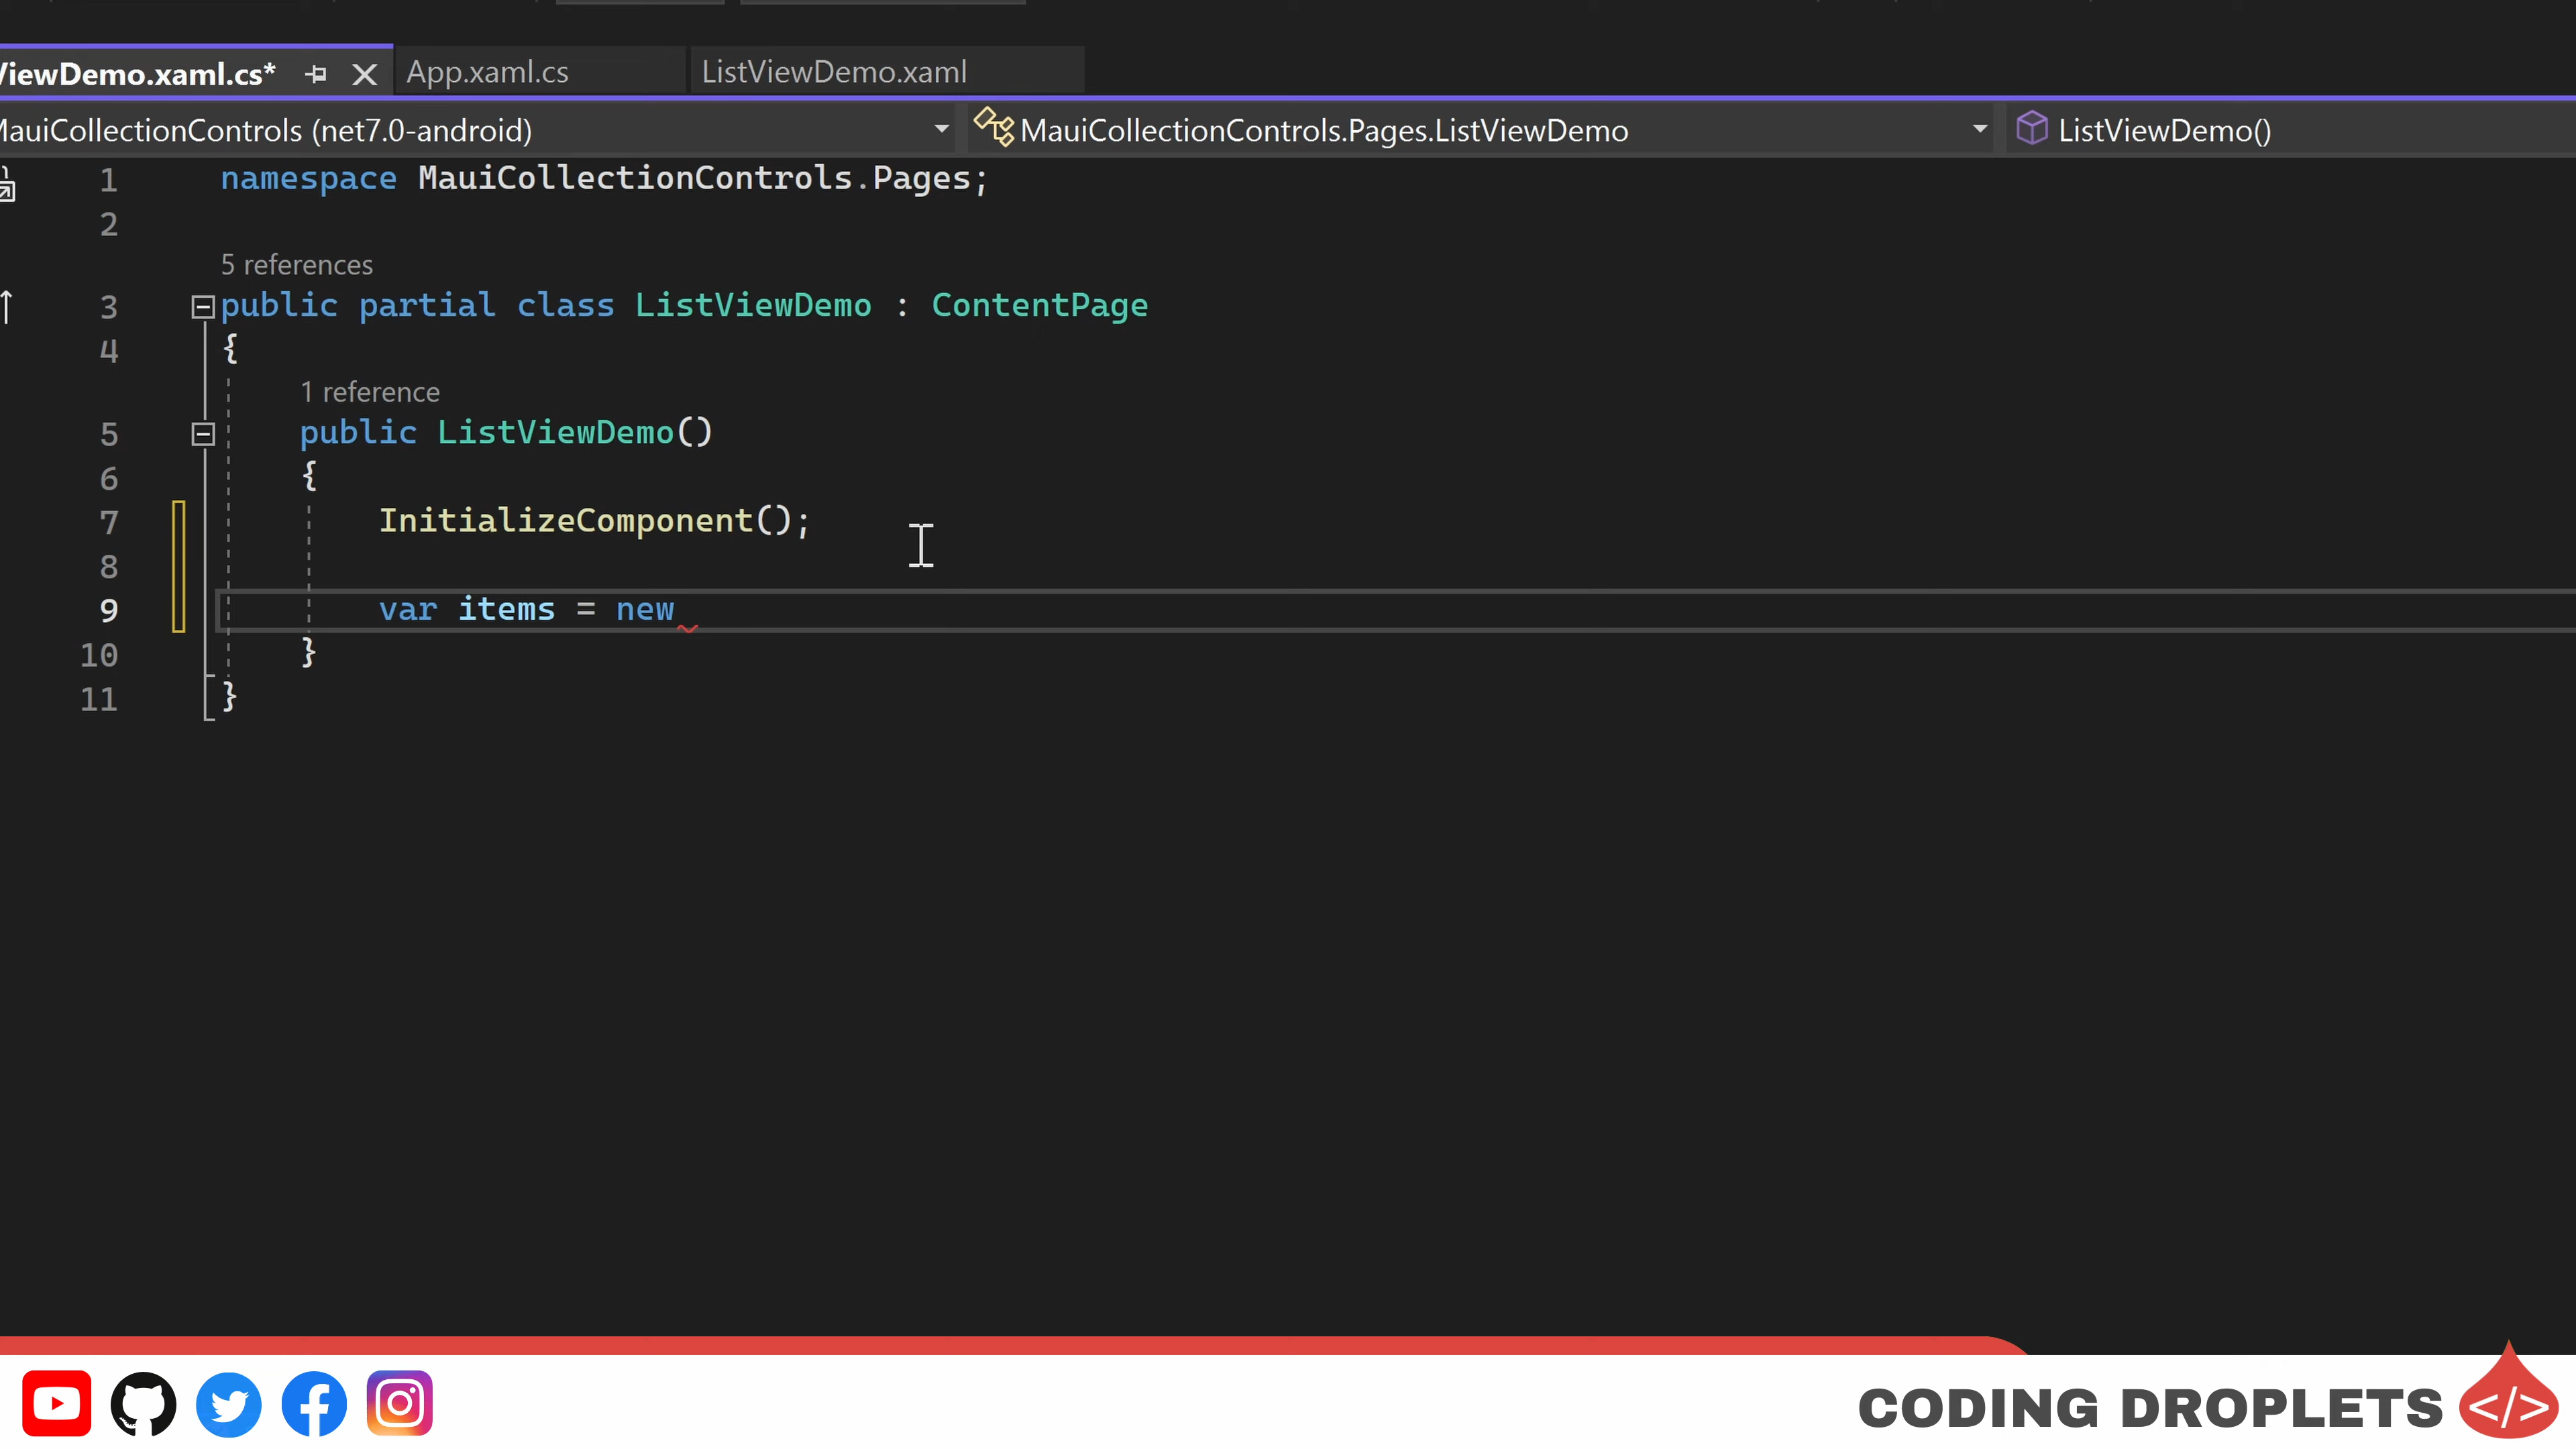 ViewDemo.xaml.cs*
App.xaml.cs
ListViewDemo.xaml
MauiCollectionControls (net7.0-android)
MauiCollectionControls.Pages.ListViewDemo
ListViewDemo()
1 namespace MauiCollectionControls.Pages;
2
5 references
3 public partial class ListViewDemo : ContentPage
4 {
1 reference
5 public ListViewDemo()
6 {
7 InitializeComponent();
8
9 var items = new
10 }
11 }
CODING DROPLETS
</>